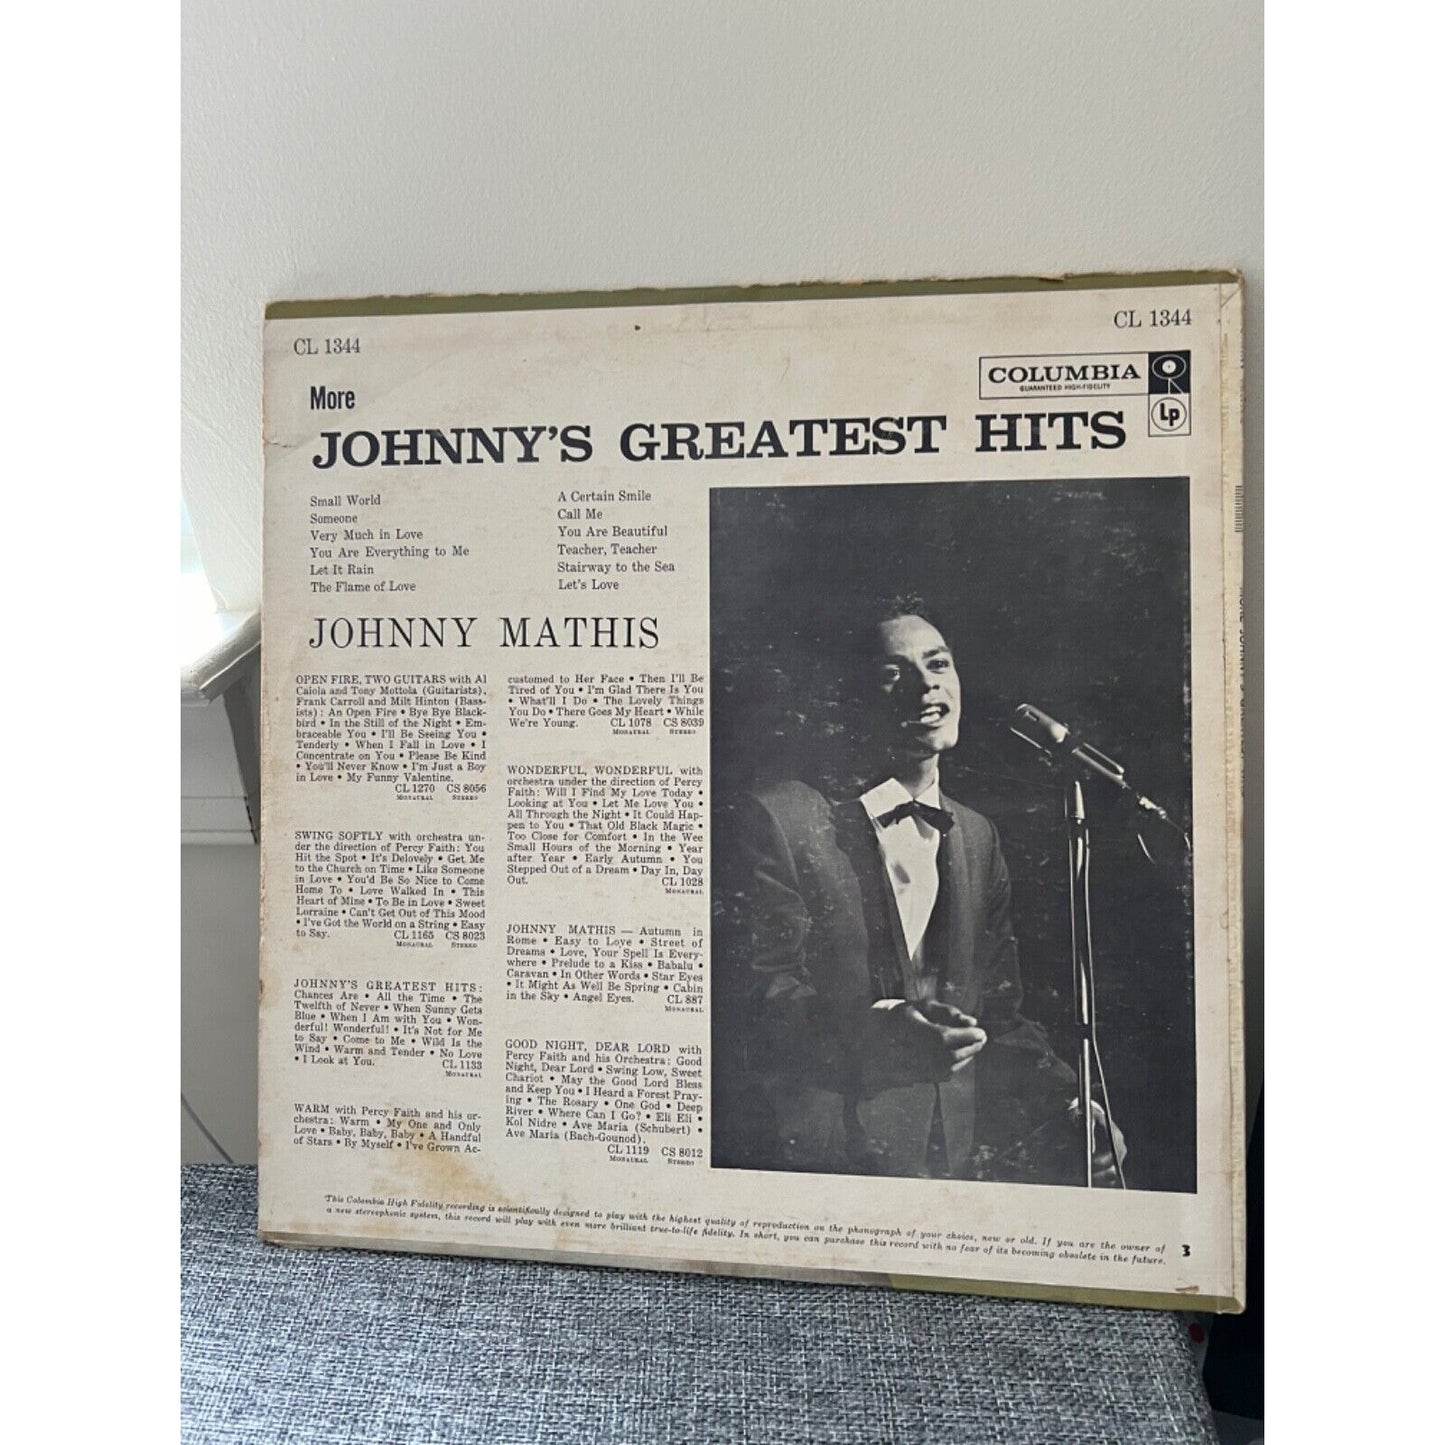 CL 1344
CL 1344
COLUMBIA
GUARANTEED HIGH-FIDELITY
Lp
More
JOHNNY'S GREATEST HITS
Small World
Someone
Very Much in Love
You Are Everything to Me
Let It Rain
The Flame of Love
A Certain Smile
Call Me
You Are Beautiful
Teacher, Teacher
Stairway to the Sea
Let's Love
JOHNNY MATHIS
OPEN FIRE, TWO GUITARS with Al
Caiola and Tony Mottola (Guitarists),
Frank Carroll and Milt Hinton (Bass-
ists): An Open Fire • Bye Bye Black-
bird • In the Still of the Night • Em-
braceable You • I'll Be Seeing You •
Tenderly • When I Fall in Love • I
Concentrate on You • Please Be Kind
• You'll Never Know • I'm Just a Boy
in Love • My Funny Valentine.
CL 1270 CS 8056
MONAURAL STEREO
SWING SOFTLY with orchestra un-
der the direction of Percy Faith: You
Hit the Spot • It's Delovely • Get Me
to the Church on Time • Like Someone
in Love • You'd Be So Nice to Come
Home To • Love Walked In • This
Heart of Mine • To Be in Love • Sweet
Lorraine • Can't Get Out of This Mood
• I've Got the World on a String • Easy
to Say. CL 1165 CS 8023
MONAURAL STEREO
JOHNNY'S GREATEST HITS:
Chances Are • All the Time • The
Twelfth of Never • When Sunny Gets
Blue • When I Am with You • Won-
derful! Wonderful! • It's Not for Me
to Say • Come to Me • Wild Is the
Wind • Warm and Tender • No Love
• I Look at You. CL 1133
MONAURAL
WARM with Percy Faith and his or-
chestra: Warm • My One and Only
Love • Baby, Baby, Baby • A Handful
of Stars • By Myself • I've Grown Ac-
customed to Her Face • Then I'll Be
Tired of You • I'm Glad There Is You
• What'll I Do • The Lovely Things
You Do • There Goes My Heart • While
We're Young. CL 1078 CS 8039
MONAURAL STEREO
WONDERFUL, WONDERFUL with
orchestra under the direction of Percy
Faith: Will I Find My Love Today •
Looking at You • Let Me Love You •
All Through the Night • It Could Hap-
pen to You • That Old Black Magic •
Too Close for Comfort • In the Wee
Small Hours of the Morning • Year
after Year • Early Autumn • You
Stepped Out of a Dream • Day In, Day
Out. CL 1028
MONAURAL
JOHNNY MATHIS — Autumn in
Rome • Easy to Love • Street of
Dreams • Love, Your Spell Is Every-
where • Prelude to a Kiss • Babalu •
Caravan • In Other Words • Star Eyes
• It Might As Well Be Spring • Cabin
in the Sky • Angel Eyes. CL 887
MONAURAL
GOOD NIGHT, DEAR LORD with
Percy Faith and his Orchestra: Good
Night, Dear Lord • Swing Low, Sweet
Chariot • May the Good Lord Bless
and Keep You • I Heard a Forest Pray-
ing • The Rosary • One God • Deep
River • Where Can I Go? • Eli Eli •
Kol Nidre • Ave Maria (Schubert) •
Ave Maria (Bach-Gounod).
CL 1119 CS 8012
MONAURAL STEREO
This Columbia High Fidelity recording is scientifically designed to play with the highest quality of reproduction on the phonograph of your choice, new or old. If you are the owner of
a new stereophonic system, this record will play with even more brilliant true-to-life fidelity. In short, you can purchase this record with no fear of its becoming obsolete in the future.
3